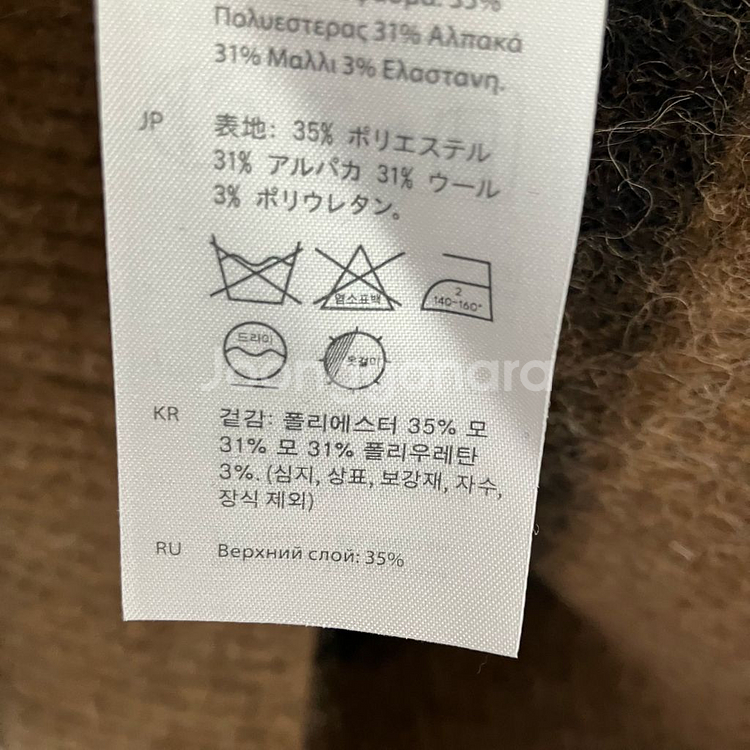 35%
Πολυεστερας 31% Αλπακά
31% Μαλλι 3% Ελαστανη.
JP
表地: 35% ポリエステル
31% アルパカ 31% ウール
3% ポリウレタン。
염소표백
2
140-160°
드라이
옷걸이
KR
겉감: 폴리에스터 35% 모
31% 모 31% 폴리우레탄
3%. (심지, 상표, 보강재, 자수,
장식 제외)
RU
Верхний слой: 35%